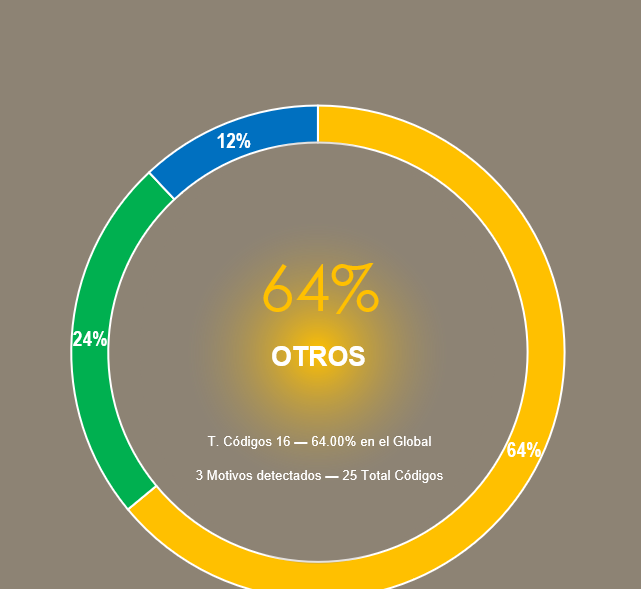 12%
64%
24%
OTROS
T. Códigos 16 — 64.00% en el Global
64%
3 Motivos detectados — 25 Total Códigos